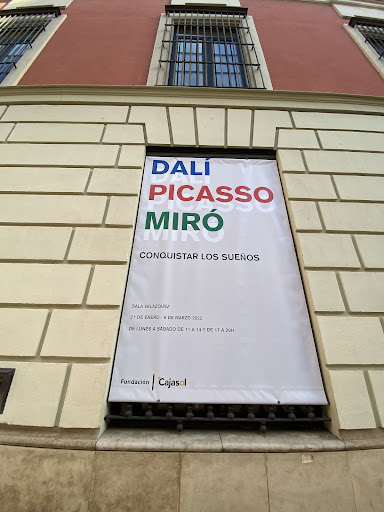 DALÍ
PICASSO
MIRÓ
CONQUISTAR LOS SUEÑOS
SALA VELÁZQUEZ
21 DE ENERO - 6 DE MARZO 2022
DE LUNES A SÁBADO DE 11 A 14 Y DE 17 A 20H
Fundación Cajasol